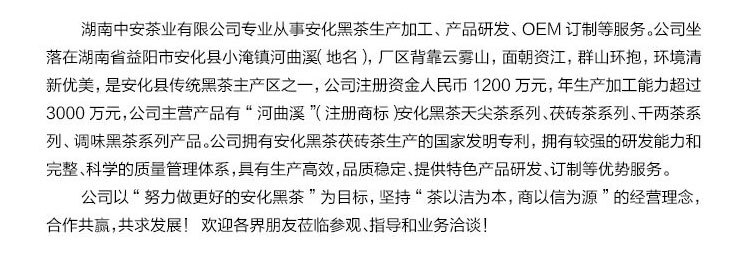 湖南中安茶业有限公司专业从事安化黑茶生产加工、产品研发、OEM 订制等服务。公司坐
落在湖南省益阳市安化县小淹镇河曲溪(地名)，厂区背靠云雾山，面朝资江，群山环抱，环境清
新优美，是安化县传统黑茶主产区之一，公司注册资金人民币 1200 万元，年生产加工能力超过
3000 万元，公司主营产品有“河曲溪”(注册商标)安化黑茶天尖茶系列、茯砖茶系列、千两茶系
列、调味黑茶系列产品。公司拥有安化黑茶茯砖茶生产的国家发明专利，拥有较强的研发能力和
完整、科学的质量管理体系，具有生产高效，品质稳定、提供特色产品研发、订制等优势服务。
公司以“努力做更好的安化黑茶”为目标，坚持“茶以洁为本，商以信为源”的经营理念，
合作共赢，共求发展！欢迎各界朋友莅临参观、指导和业务洽谈！